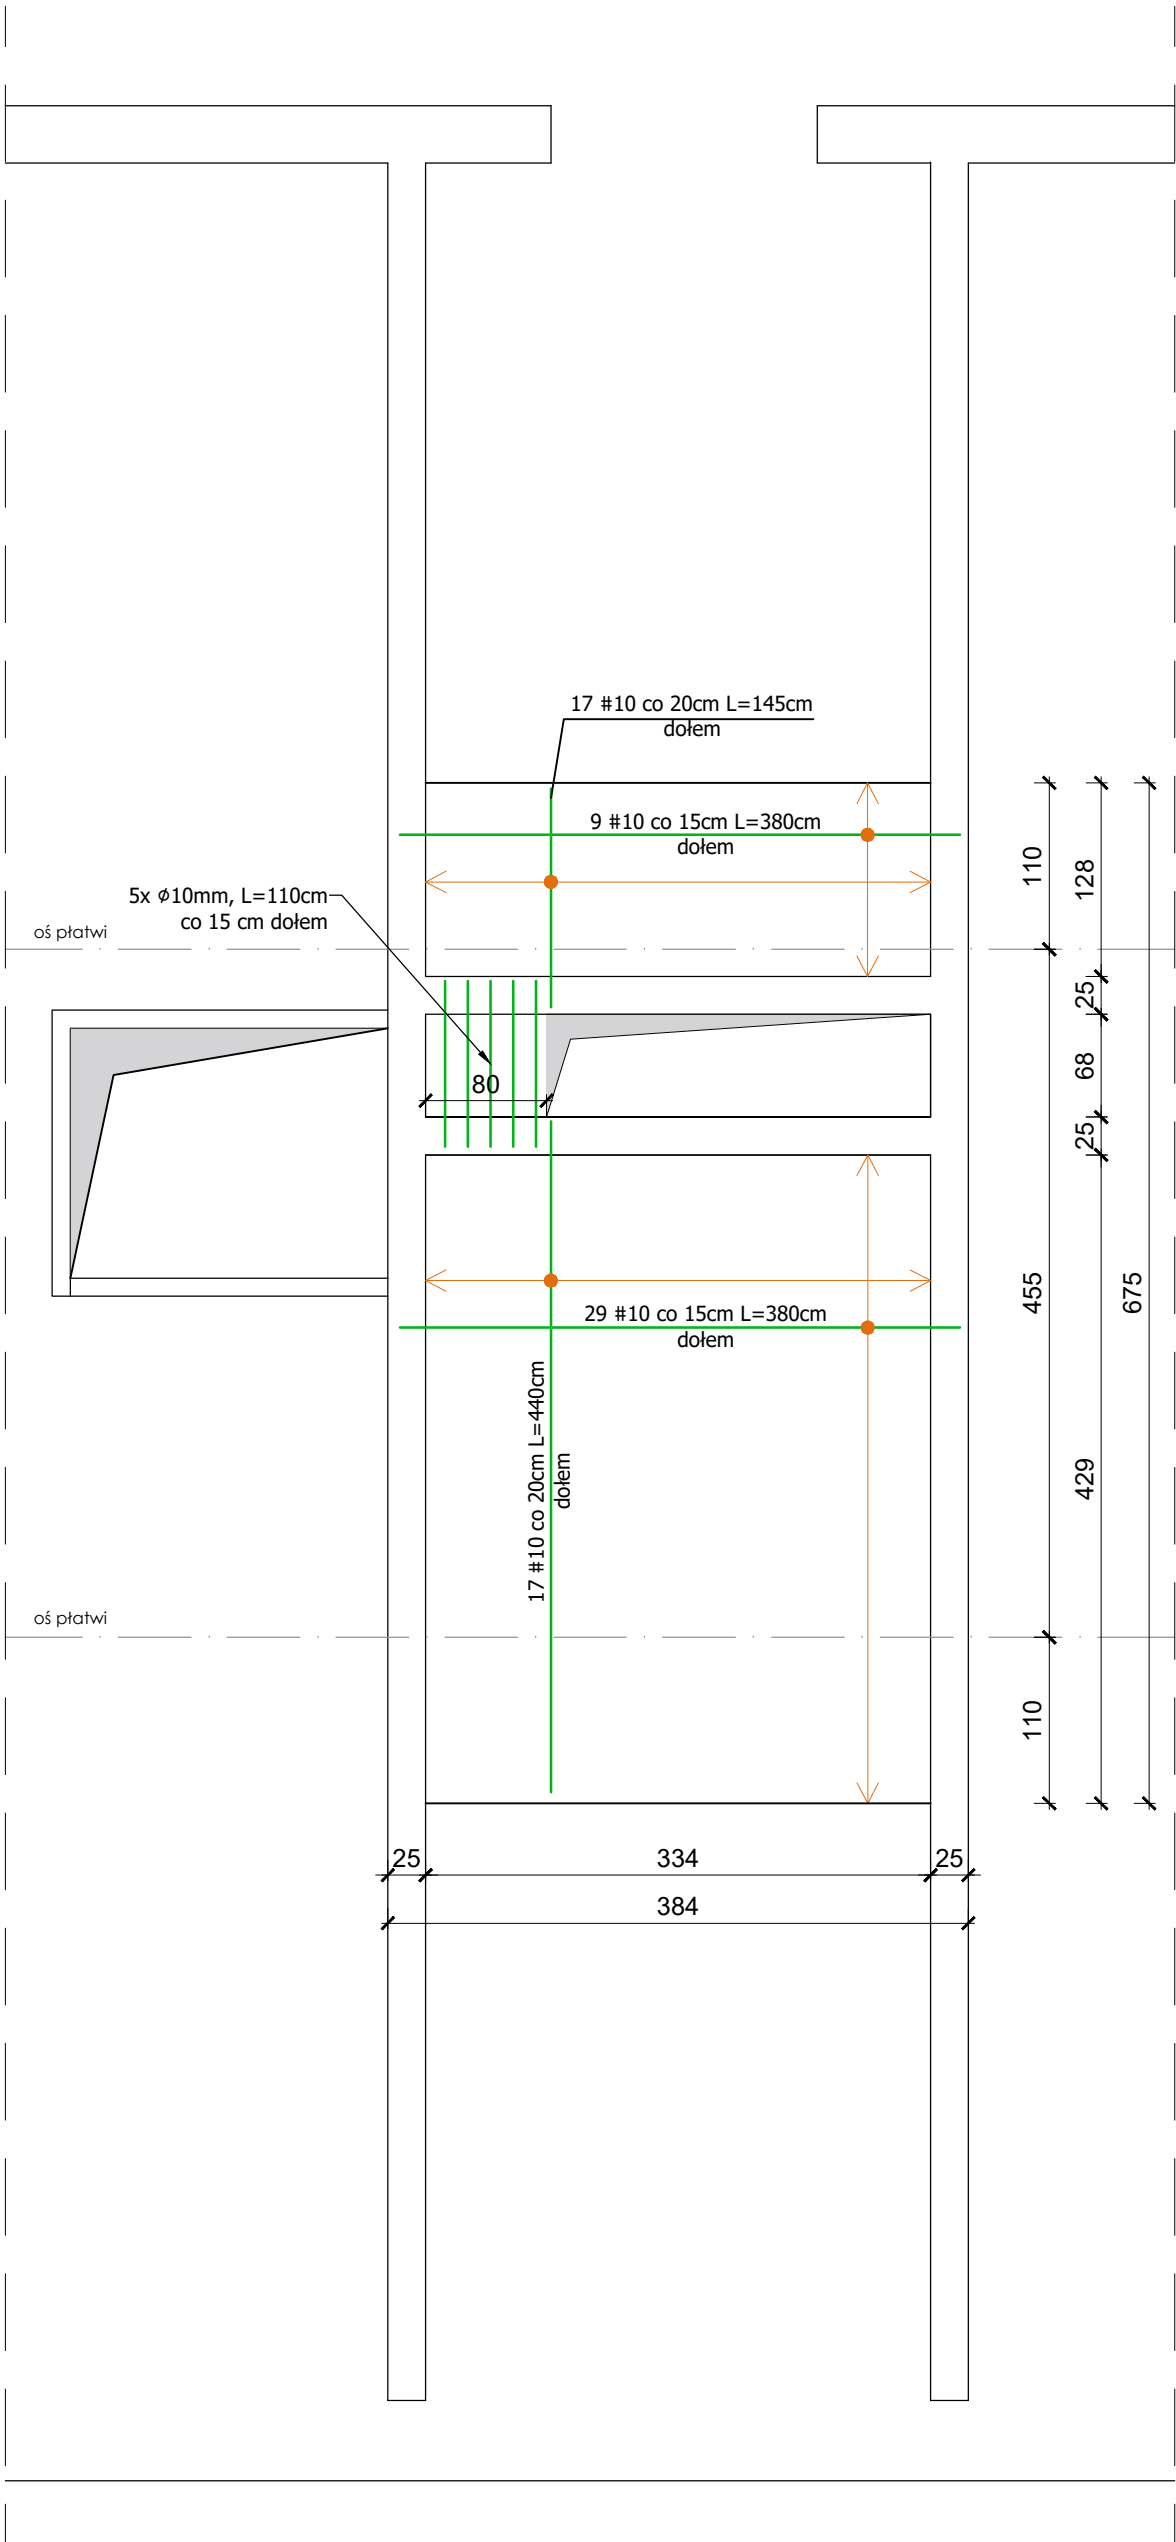 17 #10 co 20cm L=145cm
dołem
9 #10 co 15cm L=380cm
dołem
5x ϕ10mm, L=110cm
co 15 cm dołem
oś płatwi
80
29 #10 co 15cm L=380cm
dołem
17 #10 co 20cm L=440cm
dołem
oś płatwi
110
128
25
68
25
455
675
429
110
25
334
25
384